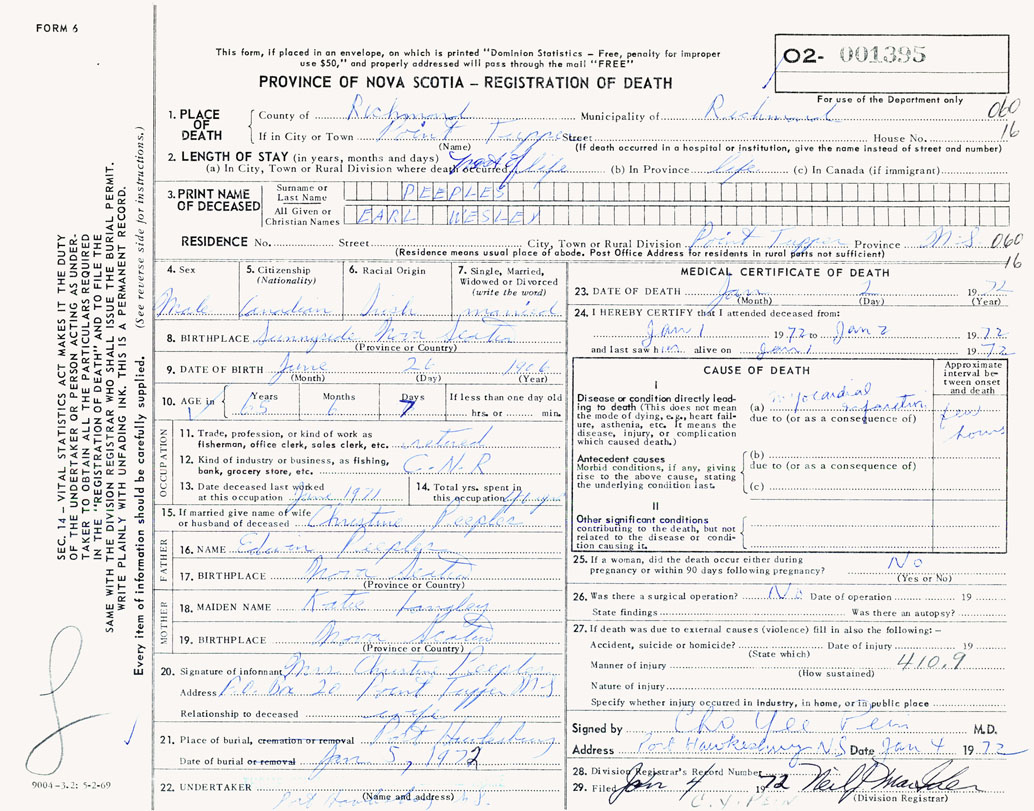 FORM 6
This form, if placed in an envelope, on which is printed "Dominion Statistics – Free, penalty for improper
use $50," and properly addressed will pass through the mail "FREE"
PROVINCE OF NOVA SCOTIA – REGISTRATION OF DEATH
O2- 001395
For use of the Department only
060
16
1. PLACE OF DEATH
County of Richmond Municipality of Richmond
If in City or Town Point Tupper Street House No.
(Name) (If death occurred in a hospital or institution, give the name instead of street and number)
2. LENGTH OF STAY (in years, months and days)
(a) In City, Town or Rural Division where death occurred life (b) In Province life (c) In Canada (if immigrant)
3. PRINT NAME OF DECEASED
Surname or Last Name PEEPLES
All Given or Christian Names EARL WESLEY
RESIDENCE No. Street City, Town or Rural Division Point Tupper Province N-S 060
(Residence means usual place of abode. Post Office Address for residents in rural parts not sufficient)
16
4. Sex 5. Citizenship (Nationality) 6. Racial Origin 7. Single, Married, Widowed or Divorced (write the word)
Male Canadian Irish married
8. BIRTHPLACE Sunnyside Nova Scotia
(Province or Country)
9. DATE OF BIRTH June 26 1906
(Month) (Day) (Year)
10. AGE in Years Months Days If less than one day old
65 6 7 hrs. or min.
OCCUPATION
11. Trade, profession, or kind of work as
fisherman, office clerk, sales clerk, etc. retired
12. Kind of industry or business, as fishing,
bank, grocery store, etc. C-N-R
13. Date deceased last worked
at this occupation June 1971
14. Total yrs. spent in
this occupation
15. If married give name of wife
or husband of deceased Christine Peeples
FATHER
16. NAME Edwin Peeples
17. BIRTHPLACE Nova Scotia
(Province or Country)
MOTHER
18. MAIDEN NAME Katie Langley
19. BIRTHPLACE Nova Scotia
(Province or Country)
20. Signature of informant Mrs Christine Peeples
Address P.O. Box 20 Point Tupper N-S
Relationship to deceased wife
21. Place of burial, cremation or removal Port Hawkesbury
Date of burial or removal Jan 5, 1972
22. UNDERTAKER
(Name and address)
MEDICAL CERTIFICATE OF DEATH
23. DATE OF DEATH Jan 2 1972
(Month) (Day) (Year)
24. I HEREBY CERTIFY that I attended deceased from:
Jan 1 1972 to Jan 2 1972
and last saw him alive on Jan 1 1972
CAUSE OF DEATH
Approximate interval between onset and death
I
Disease or condition directly leading to death (This does not mean the mode of dying, e.g., heart failure, asthenia, etc. It means the disease, injury, or complication which caused death.)
(a) myocardial infarction
due to (or as a consequence of)
few hours
Antecedent causes
Morbid conditions, if any, giving rise to the above cause, stating the underlying condition last.
(b)
due to (or as a consequence of)
(c)
II
Other significant conditions
contributing to the death, but not related to the disease or condition causing it.
25. If a woman, did the death occur either during
pregnancy or within 90 days following pregnancy? No
(Yes or No)
26. Was there a surgical operation? No Date of operation 19
State findings Was there an autopsy?
27. If death was due to external causes (violence) fill in also the following: –
Accident, suicide or homicide? Date of injury 19
(State which)
Manner of injury 410.9
(How sustained)
Nature of injury
Specify whether injury occurred in industry, in home, or in public place
Signed by Cho Yee Pein M.D.
Address Port Hawkesbury N.S Date Jan 4 1972
28. Division Registrar's Record Number
29. Filed Jan 4 1972
(Division Registrar)
C. Y. Pein
SEC. 14 – VITAL STATISTICS ACT MAKES IT THE DUTY
OF THE UNDERTAKER OR PERSON ACTING AS UNDER-
TAKER TO OBTAIN ALL THE PARTICULARS REQUIRED
IN THE "REGISTRATION OF DEATH" AND TO FILE THE
SAME WITH THE DIVISION REGISTRAR WHO SHALL ISSUE THE BURIAL PERMIT.
WRITE PLAINLY WITH UNFADING INK. THIS IS A PERMANENT RECORD.
Every item of information should be carefully supplied. (See reverse side for instructions.)
9004-3.2: 5-2-69